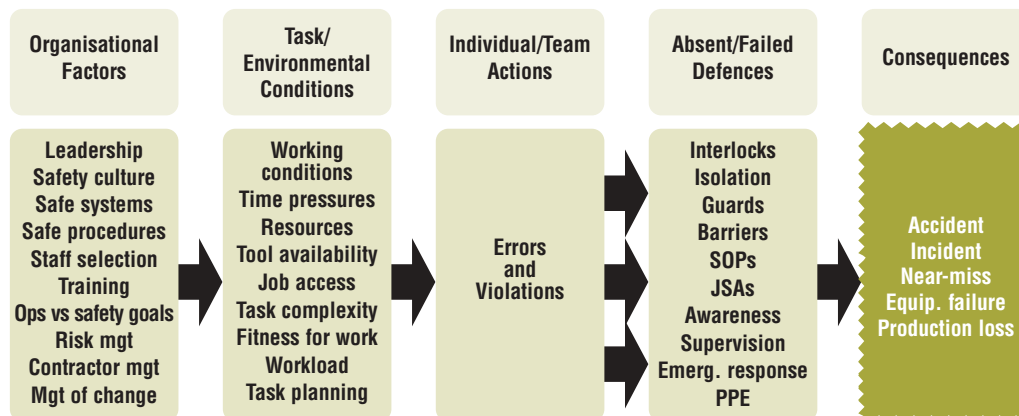 Organisational
Factors
Task/
Environmental
Conditions
Individual/Team
Actions
Absent/Failed
Defences
Consequences
Leadership
Safety culture
Safe systems
Safe procedures
Staff selection
Training
Ops vs safety goals
Risk mgt
Contractor mgt
Mgt of change
Working
conditions
Time pressures
Resources
Tool availability
Job access
Task complexity
Fitness for work
Workload
Task planning
Errors
and
Violations
Interlocks
Isolation
Guards
Barriers
SOPs
JSAs
Awareness
Supervision
Emerg. response
PPE
Accident
Incident
Near-miss
Equip. failure
Production loss